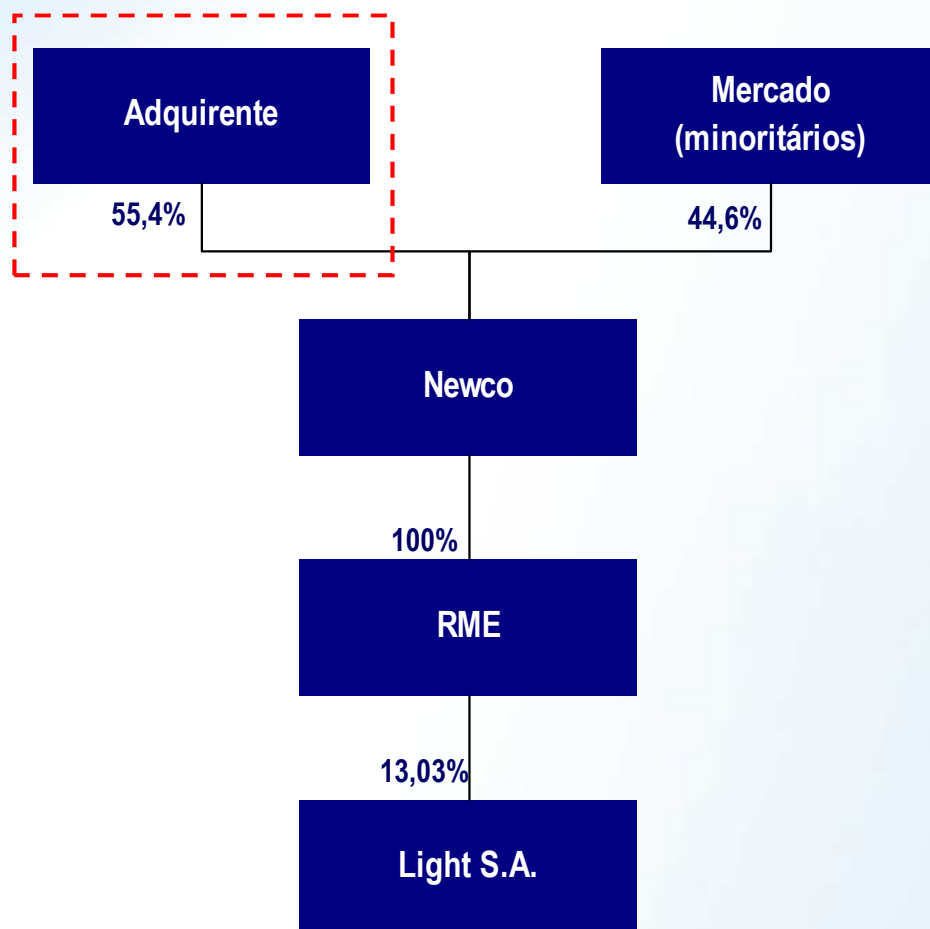 Adquirente
Mercado
(minoritários)
55,4%
44,6%
Newco
100%
RME
13,03%
Light S.A.